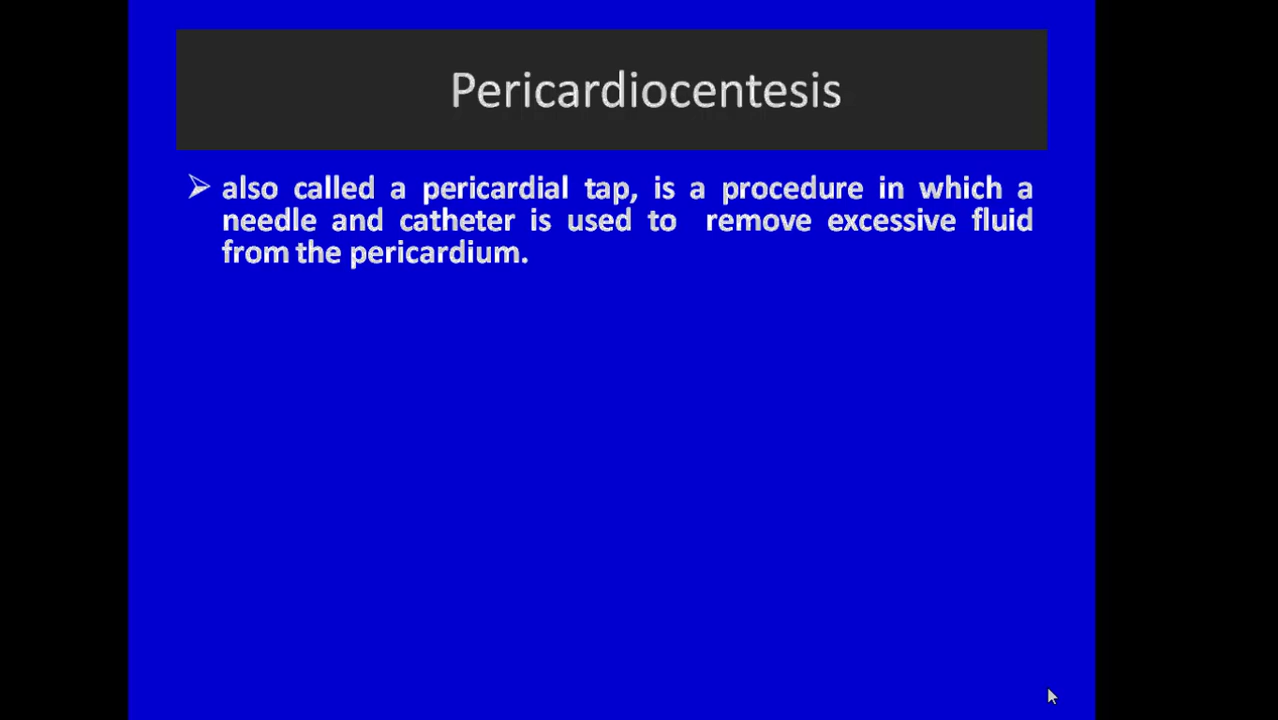 Pericardiocentesis
also called a pericardial tap, is a procedure in which a
needle and catheter is used to remove excessive fluid
from the pericardium.